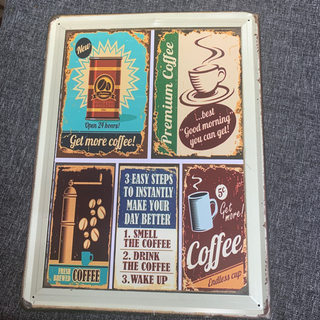 New
Open 24 hours!
Get more coffee!
Premium Coffee
"...best
"Good morning"
you can get!
FRESH
BREWED
COFFEE
3 EASY STEPS
TO INSTANTLY
MAKE YOUR
DAY BETTER
1. SMELL
THE COFFEE
2. DRINK
THE COFFEE
3. WAKE UP
5¢
Get
more!
Coffee
Endless cup